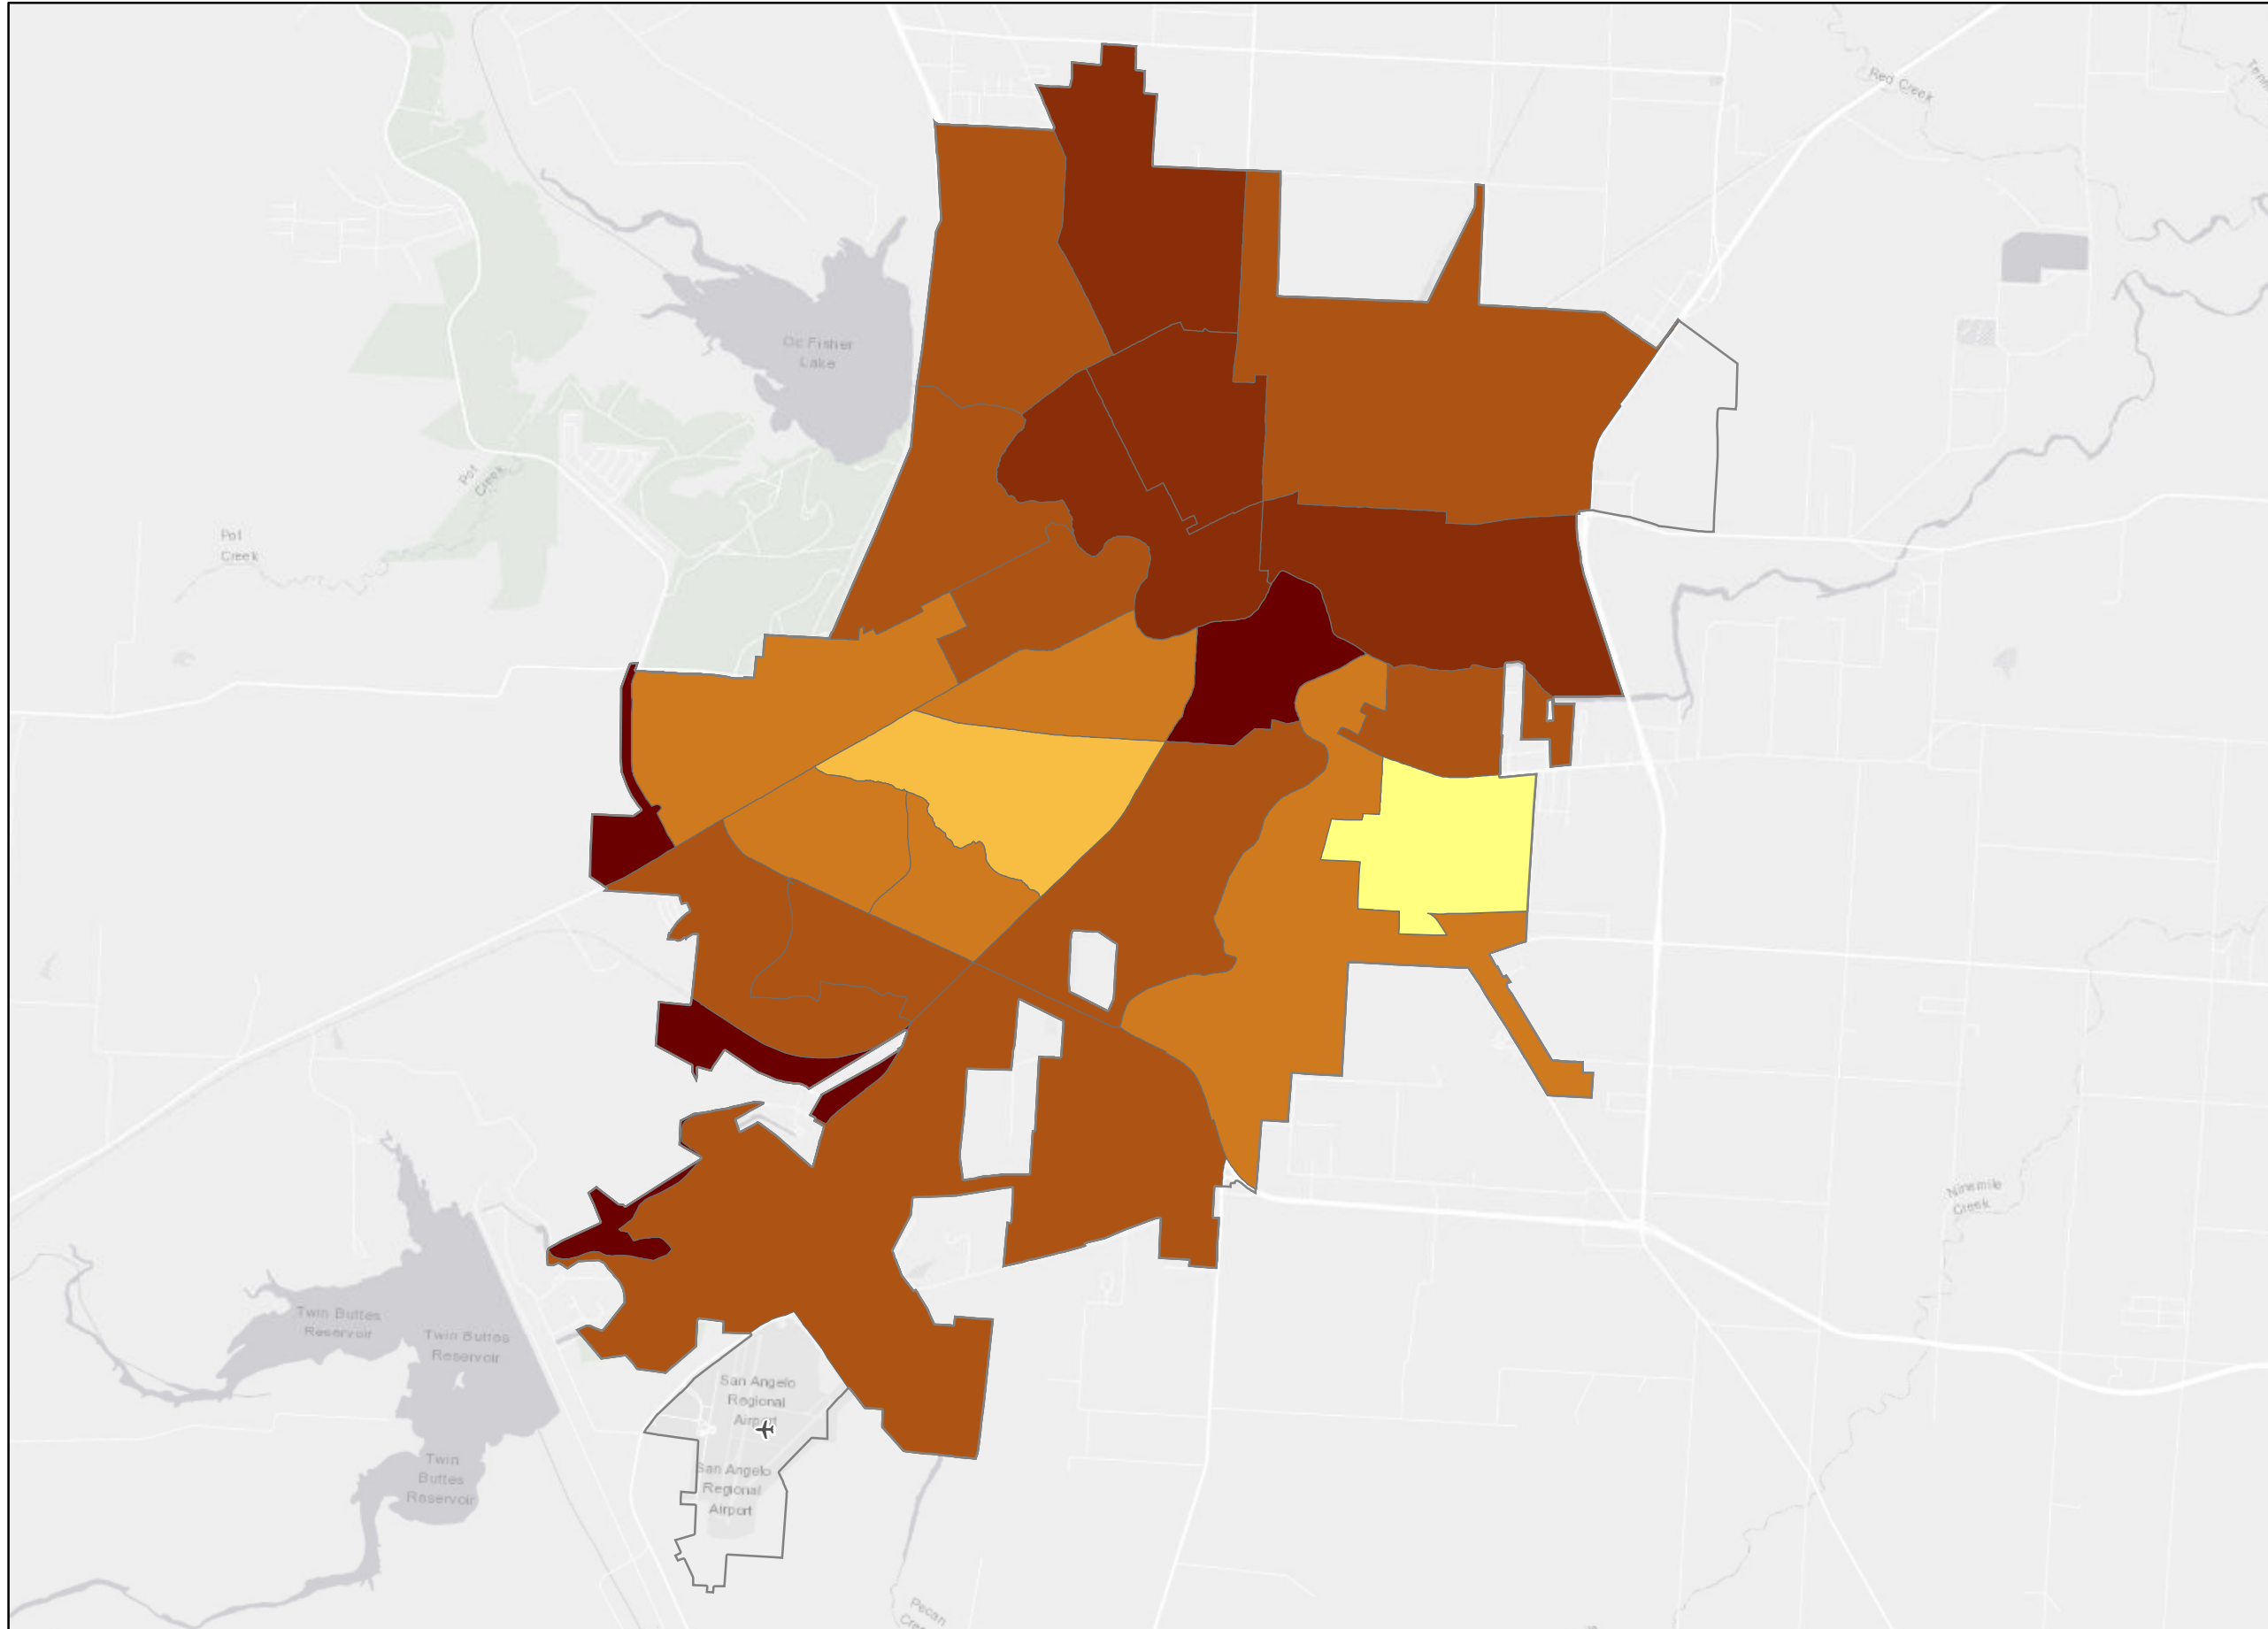 Red Creek
Oc Fisher
Lake
Pot
Creek
Pot
Creek
Ninemile
Creek
Twin Buttes
Reservoir
Twin Buttes
Reservoir
San Angelo
Regional
Airport
Twin
Buttes
Reservoir
San Angelo
Regional
Airport
Pecan